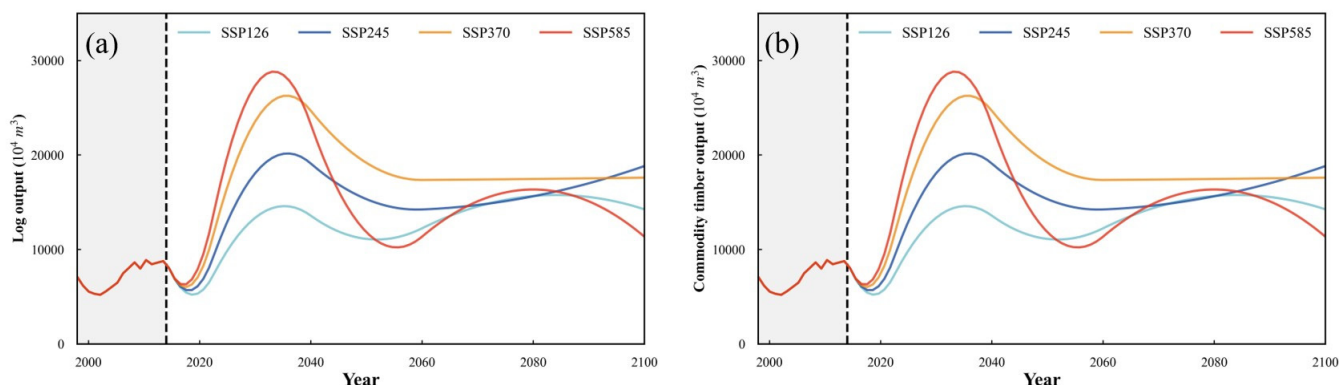 (a) SSP126 SSP245 SSP370 SSP585
30000
20000
10000
0
Log output (10⁴ m³)
2000 2020 2040 2060 2080 2100
Year
(b) SSP126 SSP245 SSP370 SSP585
30000
20000
10000
0
Commodity timber output (10⁴ m³)
2000 2020 2040 2060 2080 2100
Year